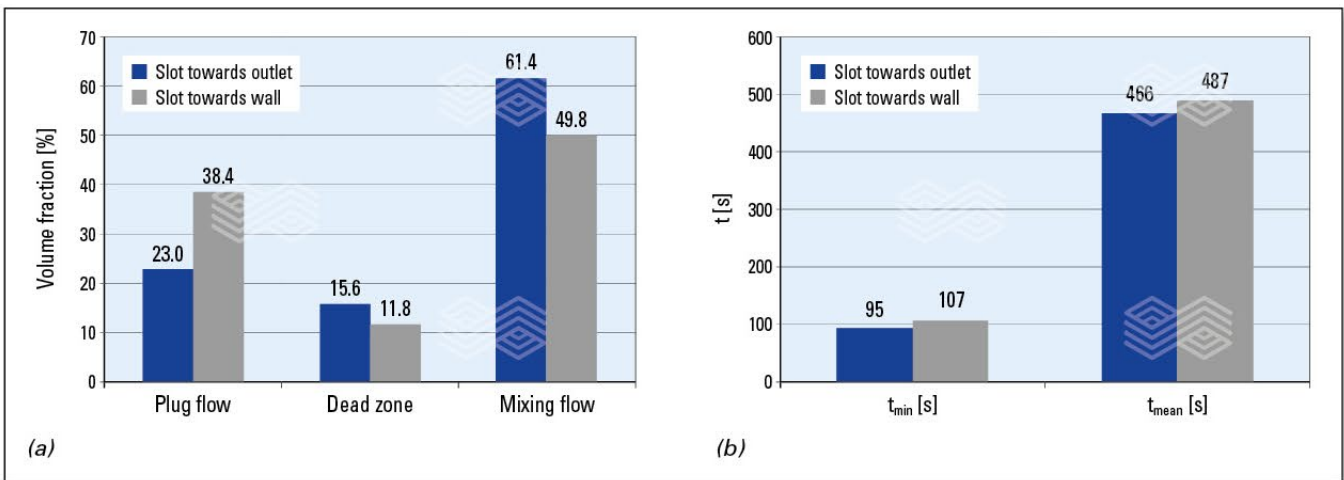 70
60
50
40
30
20
10
0
Volume fraction [%]
Slot towards outlet
Slot towards wall
23.0
38.4
15.6
11.8
61.4
49.8
Plug flow
Dead zone
Mixing flow
(a)
600
500
400
300
200
100
0
t [s]
Slot towards outlet
Slot towards wall
95
107
466
487
tmin [s]
tmean [s]
(b)